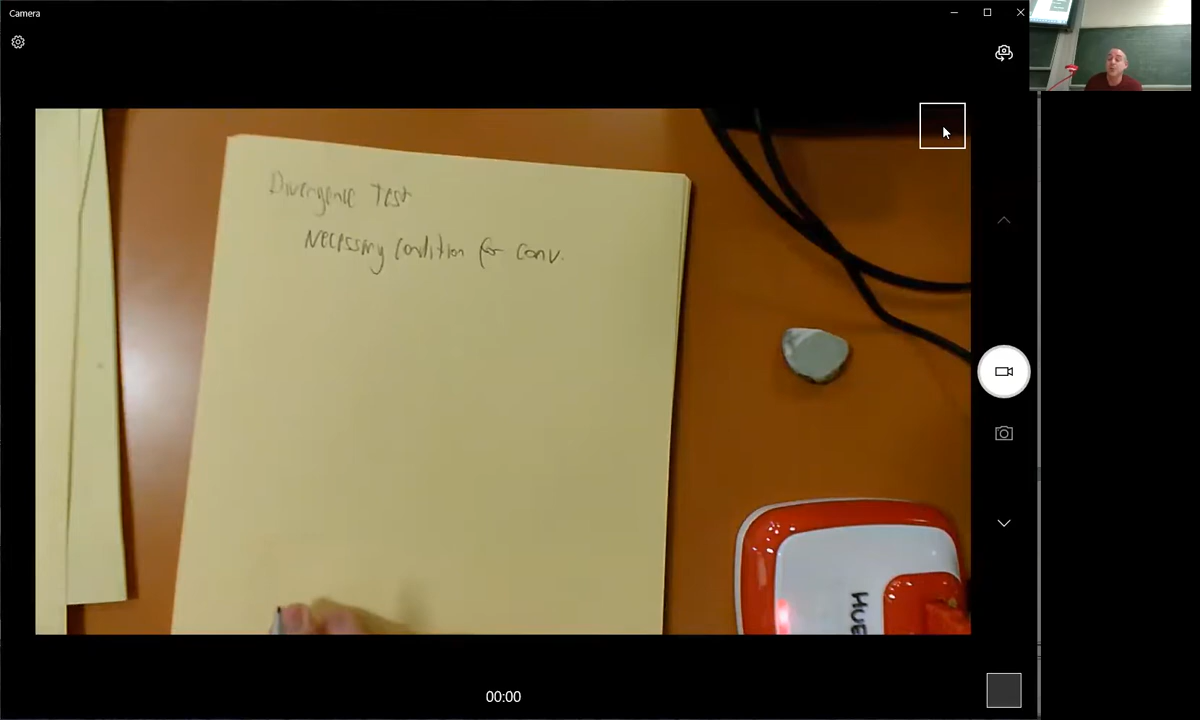 Camera
Divergence Test
Necessary condition for conv.
HUE
00:00